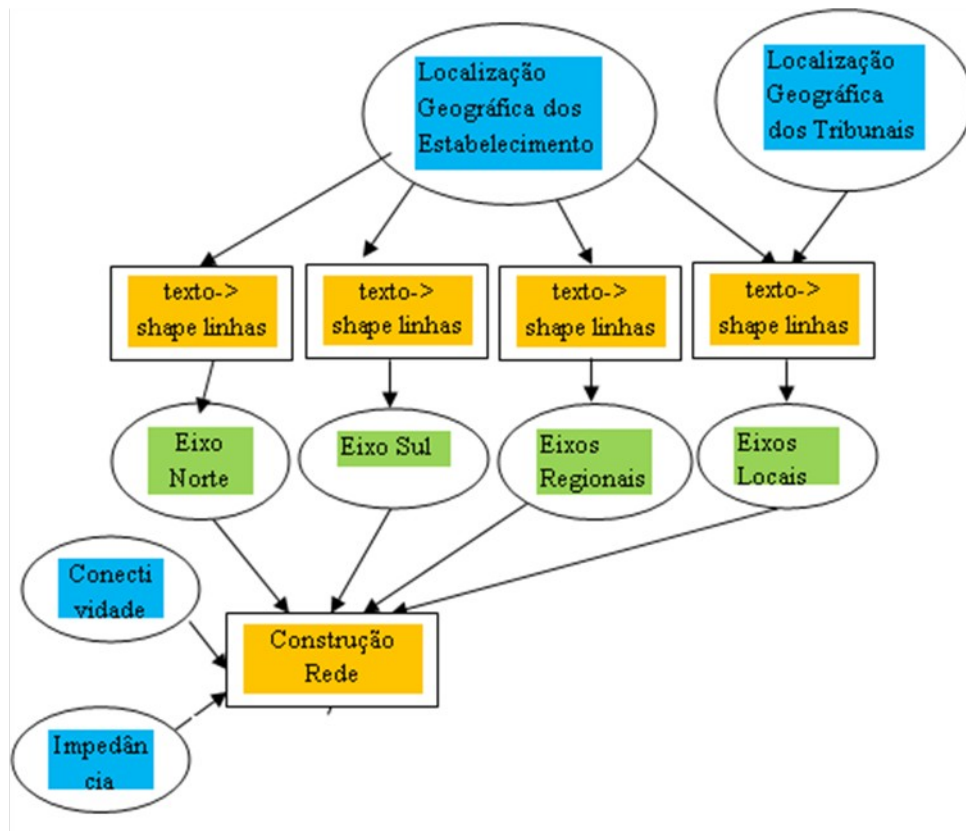 Localização
Geográfica dos
Estabelecimento
Localização
Geográfica
dos Tribunais
texto->
shape linhas
texto->
shape linhas
texto->
shape linhas
texto->
shape linhas
Eixo
Norte
Eixo Sul
Eixos
Regionais
Eixos
Locais
Conecti
vidade
Construção
Rede
Impedân
cia